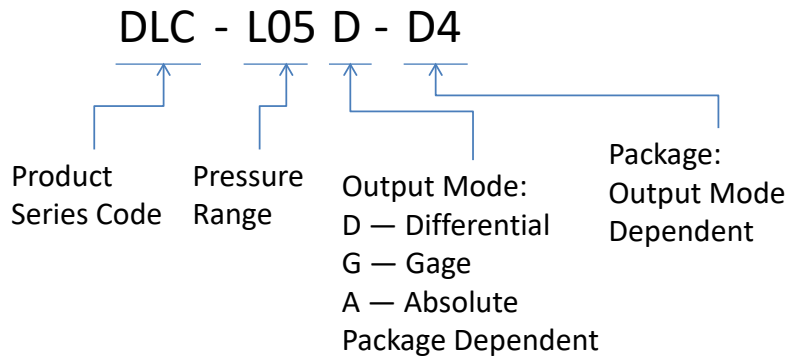 DLC - L05 D - D4
Product
Series Code
Pressure
Range
Output Mode:
D — Differential
G — Gage
A — Absolute
Package Dependent
Package:
Output Mode
Dependent